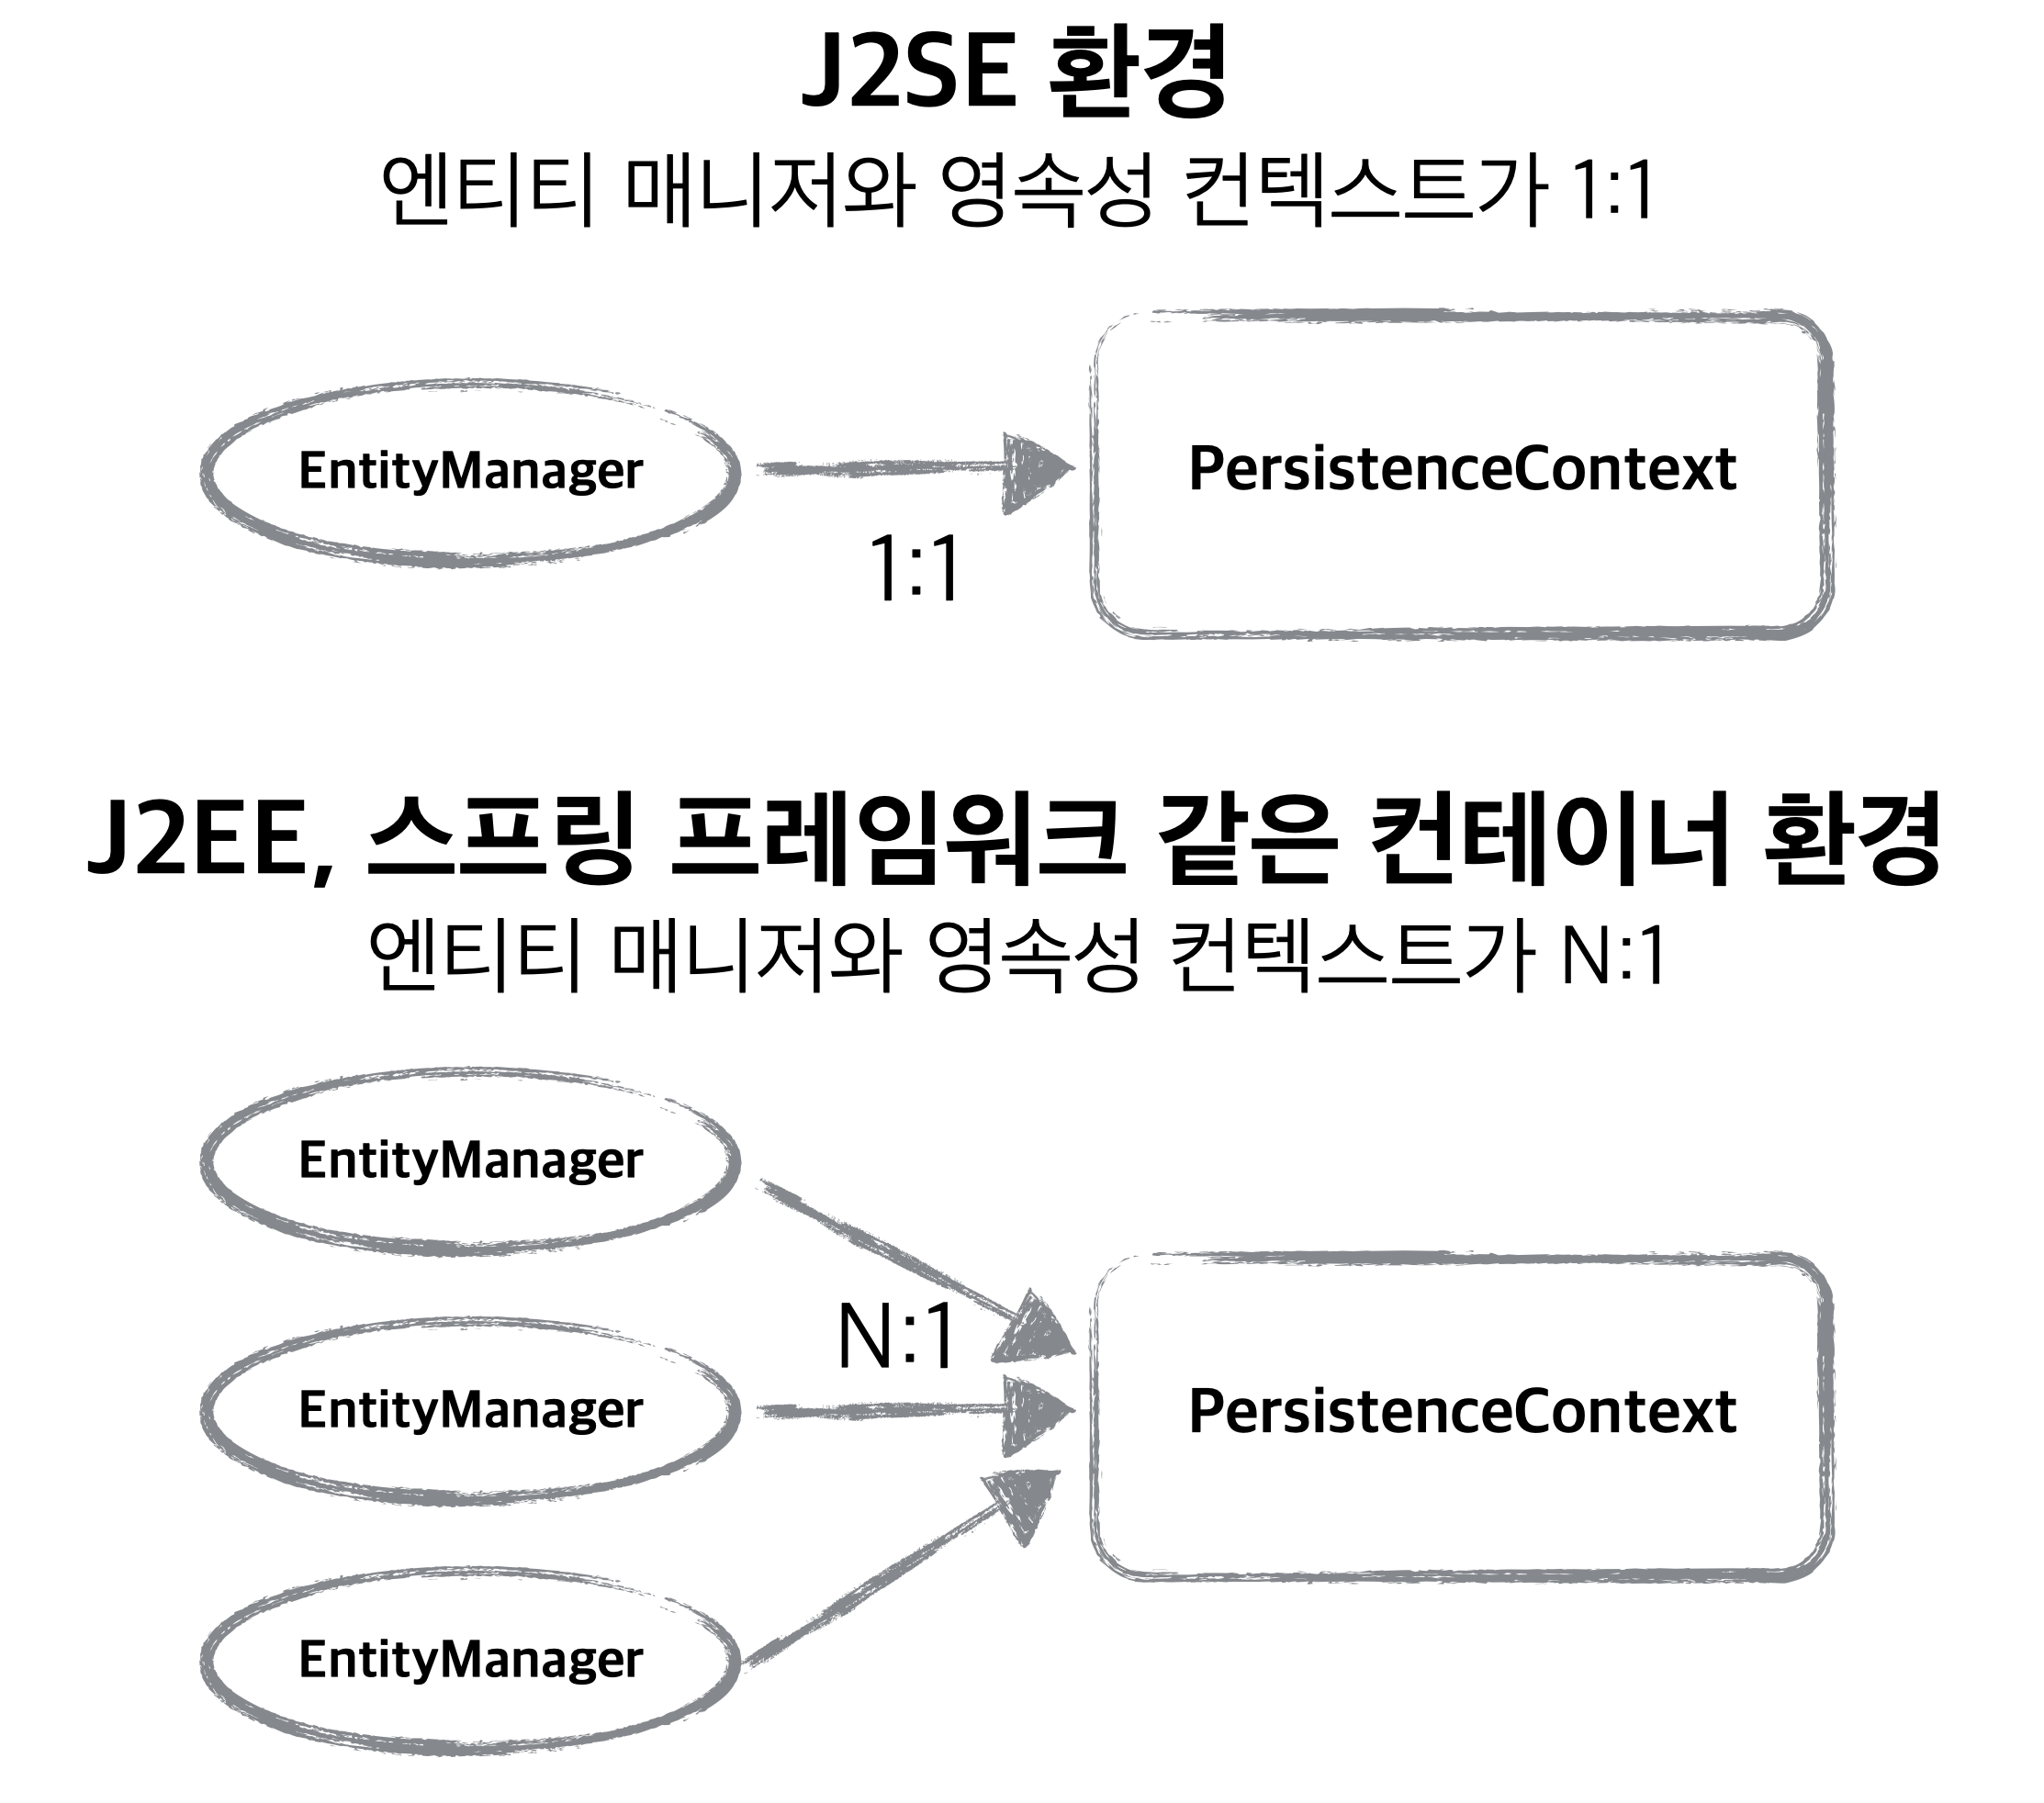 J2SE 환경
엔티티 매니저와 영속성 컨텍스트가 1:1
EntityManager
PersistenceContext
1:1
J2EE, 스프링 프레임워크 같은 컨테이너 환경
엔티티 매니저와 영속성 컨텍스트가 N:1
EntityManager
N:1
EntityManager
PersistenceContext
EntityManager